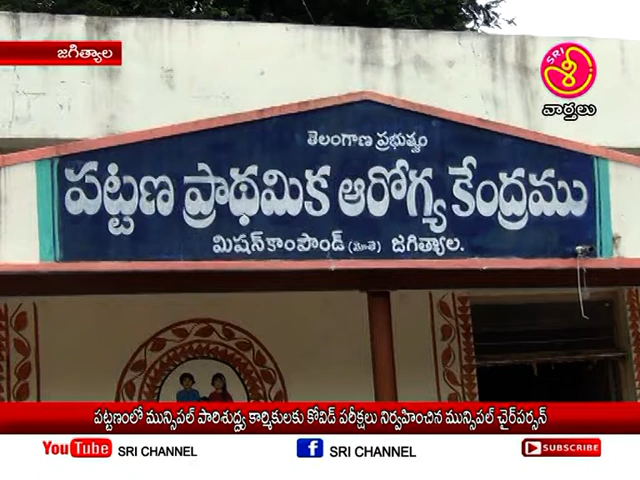 జగిత్యాల
SRI
శ్రీ
వార్తలు
తెలంగాణ ప్రభుత్వం
పట్టణ ప్రాథమిక ఆరోగ్య కేంద్రము
మిషన్‌కాంపౌండ్ (మోతె) జగిత్యాల.
పట్టణంలో మున్సిపల్ పారిశుద్ధ్య కార్మికులకు కోవిడ్ పరీక్షలు నిర్వహించిన మున్సిపల్ చైర్‌పర్సన్
YouTube SRI CHANNEL f SRI CHANNEL SUBSCRIBE